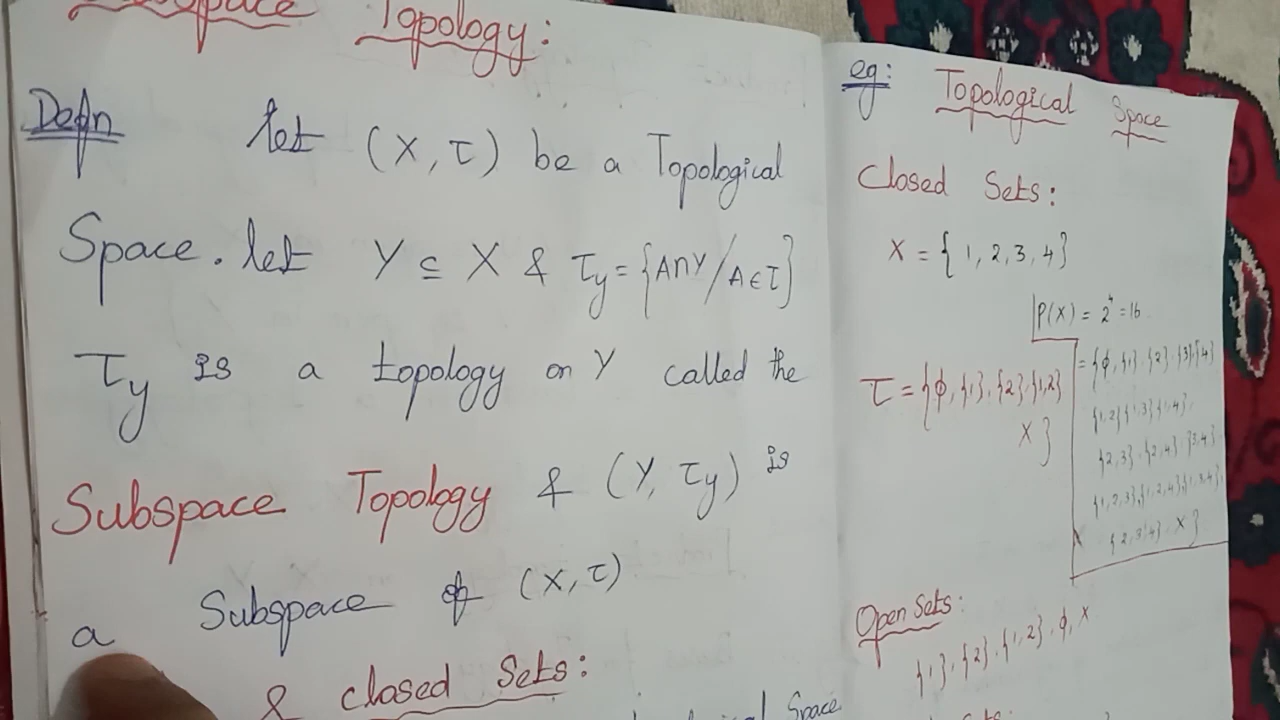 Subspace Topology:
Defn let (X, τ) be a Topological
Space. let Y ⊆ X & τy = {A∩Y/A∈τ}
τy is a topology on Y called the
Subspace Topology & (Y, τy) is
a Subspace of (X, τ)
& closed Sets:
Space
eg: Topological Space
Closed Sets:
X = { 1, 2, 3, 4}
P(X) = 2⁴ = 16
= {ϕ, {1}, {2}, {3}, {4}
{1,2} {1,3} {1,4},
{2,3}, {2,4}, {3,4},
{1,2,3}, {1,2,4}, {1,3,4},
{2,3,4}, X}
τ = {ϕ, {1}, {2}, {1,2}
X}
Open Sets:
{1}, {2}, {1,2}, ϕ, X